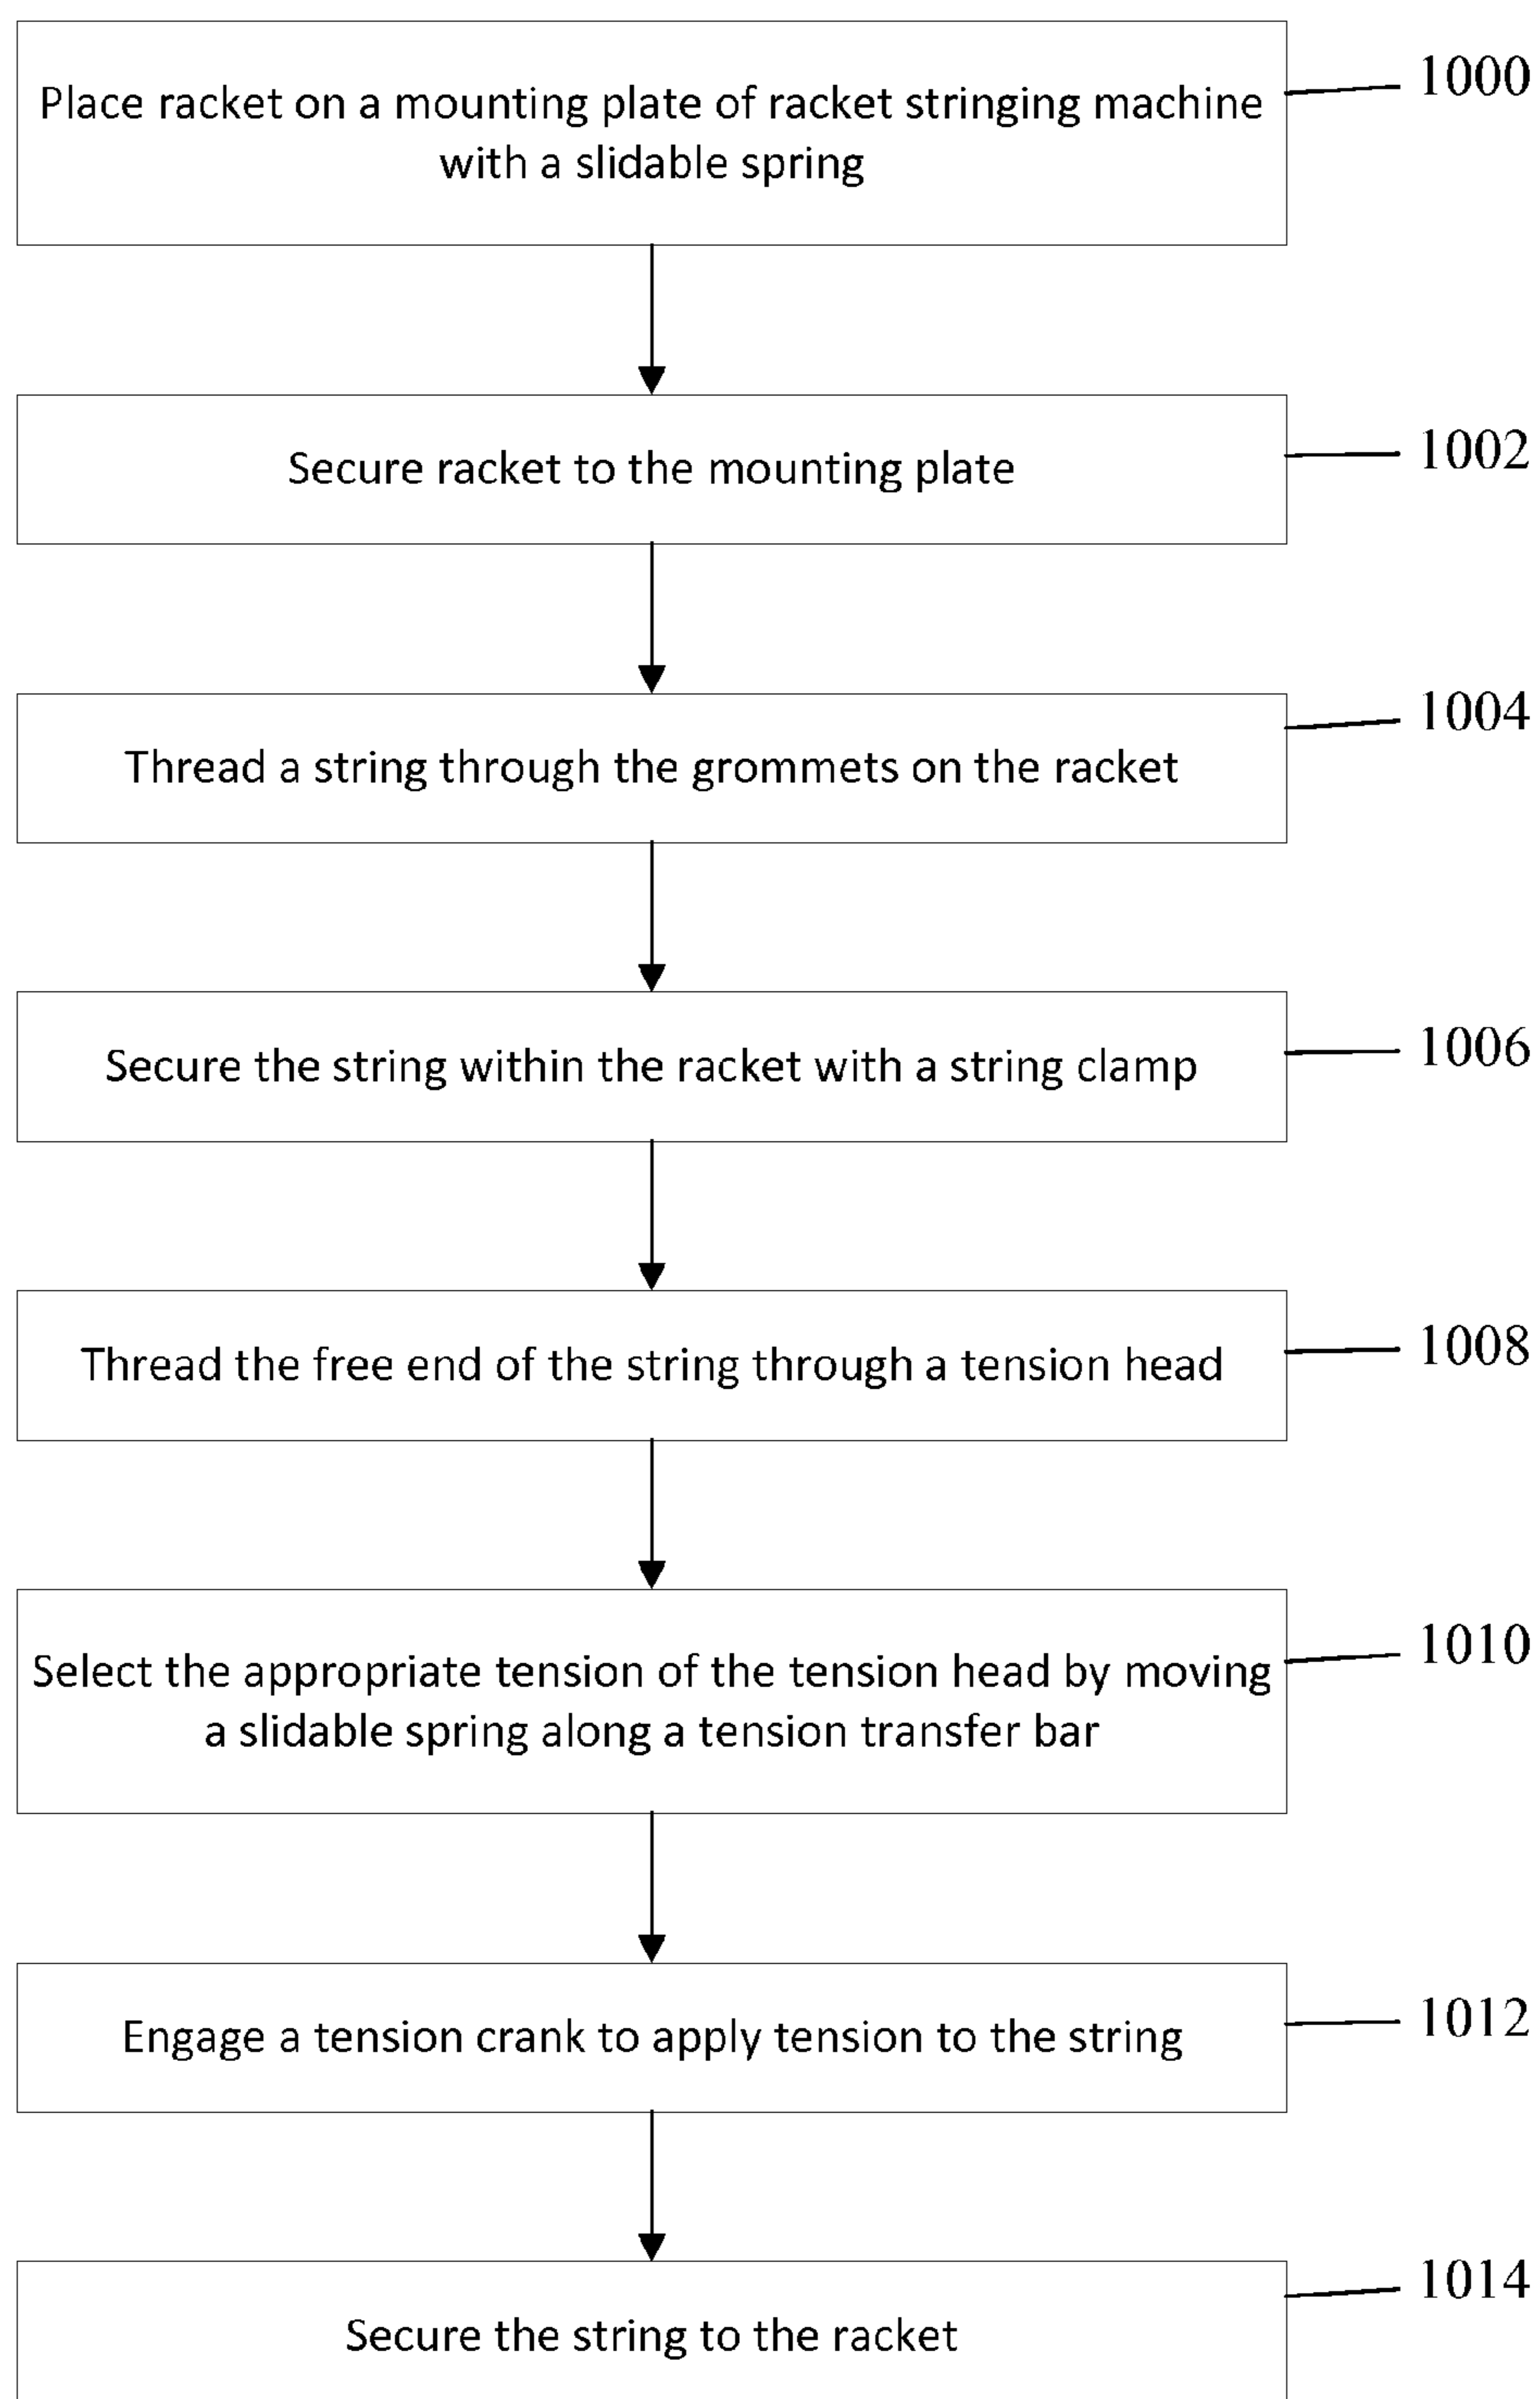 Place racket on a mounting plate of racket stringing machine
with a slidable spring
1000
Secure racket to the mounting plate
1002
Thread a string through the grommets on the racket
1004
Secure the string within the racket with a string clamp
1006
Thread the free end of the string through a tension head
1008
Select the appropriate tension of the tension head by moving
a slidable spring along a tension transfer bar
1010
Engage a tension crank to apply tension to the string
1012
Secure the string to the racket
1014